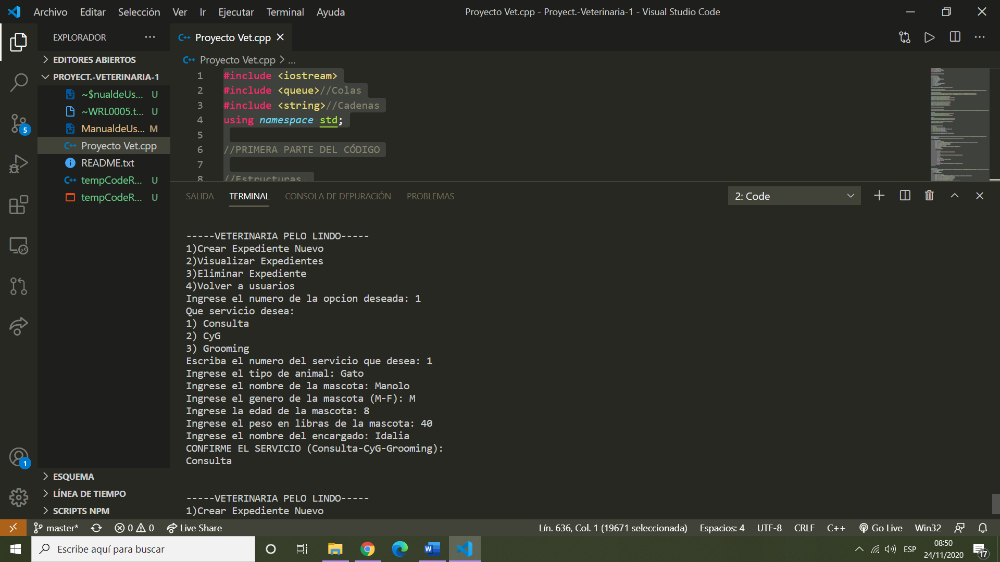 Archivo Editar Selección Ver Ir Ejecutar Terminal Ayuda
Proyecto Vet.cpp - Proyect.-Veterinaria-1 - Visual Studio Code
EXPLORADOR
EDITORES ABIERTOS
PROYECT.-VETERINARIA-1
~$nualdeUs... U
~WRL0005.t... U
ManualdeUs... M
Proyecto Vet.cpp
README.txt
tempCodeR... U
tempCodeR... U
5
1
ESQUEMA
LÍNEA DE TIEMPO
SCRIPTS NPM
Proyecto Vet.cpp
Proyecto Vet.cpp > ...
1 #include <iostream>
2 #include <queue>//Colas
3 #include <string>//Cadenas
4 using namespace std;
5
6 //PRIMERA PARTE DEL CÓDIGO
7
8 //Estructuras
SALIDA TERMINAL CONSOLA DE DEPURACIÓN PROBLEMAS
2: Code
-----VETERINARIA PELO LINDO-----
1)Crear Expediente Nuevo
2)Visualizar Expedientes
3)Eliminar Expediente
4)Volver a usuarios
Ingrese el numero de la opcion deseada: 1
Que servicio desea:
1) Consulta
2) CyG
3) Grooming
Escriba el numero del servicio que desea: 1
Ingrese el tipo de animal: Gato
Ingrese el nombre de la mascota: Manolo
Ingrese el genero de la mascota (M-F): M
Ingrese la edad de la mascota: 8
Ingrese el peso en libras de la mascota: 40
Ingrese el nombre del encargado: Idalia
CONFIRME EL SERVICIO (Consulta-CyG-Grooming):
Consulta
-----VETERINARIA PELO LINDO-----
1)Crear Expediente Nuevo
master* 0 0 Live Share
Lín. 636, Col. 1 (19671 seleccionada) Espacios: 4 UTF-8 CRLF C++ Go Live Win32
Escribe aquí para buscar
ESP
08:50
24/11/2020
17